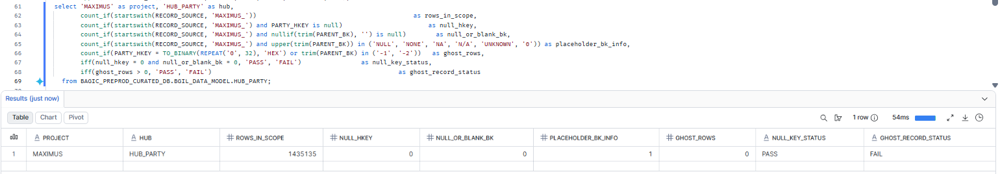 61 select 'MAXIMUS' as project, 'HUB_PARTY' as hub,
62 count_if(startswith(RECORD_SOURCE, 'MAXIMUS_')) as rows_in_scope,
63 count_if(startswith(RECORD_SOURCE, 'MAXIMUS_') and PARTY_HKEY is null) as null_hkey,
64 count_if(startswith(RECORD_SOURCE, 'MAXIMUS_') and nullif(trim(PARENT_BK), '') is null) as null_or_blank_bk,
65 count_if(startswith(RECORD_SOURCE, 'MAXIMUS_') and upper(trim(PARENT_BK)) in ('NULL', 'NONE', 'NA', 'N/A', 'UNKNOWN', '0')) as placeholder_bk_info,
66 count_if(PARTY_HKEY = TO_BINARY(REPEAT('0', 32), 'HEX') or trim(PARENT_BK) in ('-1', '-2')) as ghost_rows,
67 iff(null_hkey = 0 and null_or_blank_bk = 0, 'PASS', 'FAIL') as null_key_status,
68 iff(ghost_rows > 0, 'PASS', 'FAIL') as ghost_record_status
69 from BAGIC_PREPROD_CURATED_DB.BGIL_DATA_MODEL.HUB_PARTY;
Results (just now)
Table Chart Pivot 1 row 54ms
PROJECT HUB ROWS_IN_SCOPE NULL_HKEY NULL_OR_BLANK_BK PLACEHOLDER_BK_INFO GHOST_ROWS NULL_KEY_STATUS GHOST_RECORD_STATUS
1 MAXIMUS HUB_PARTY 1435135 0 0 1 0 PASS FAIL